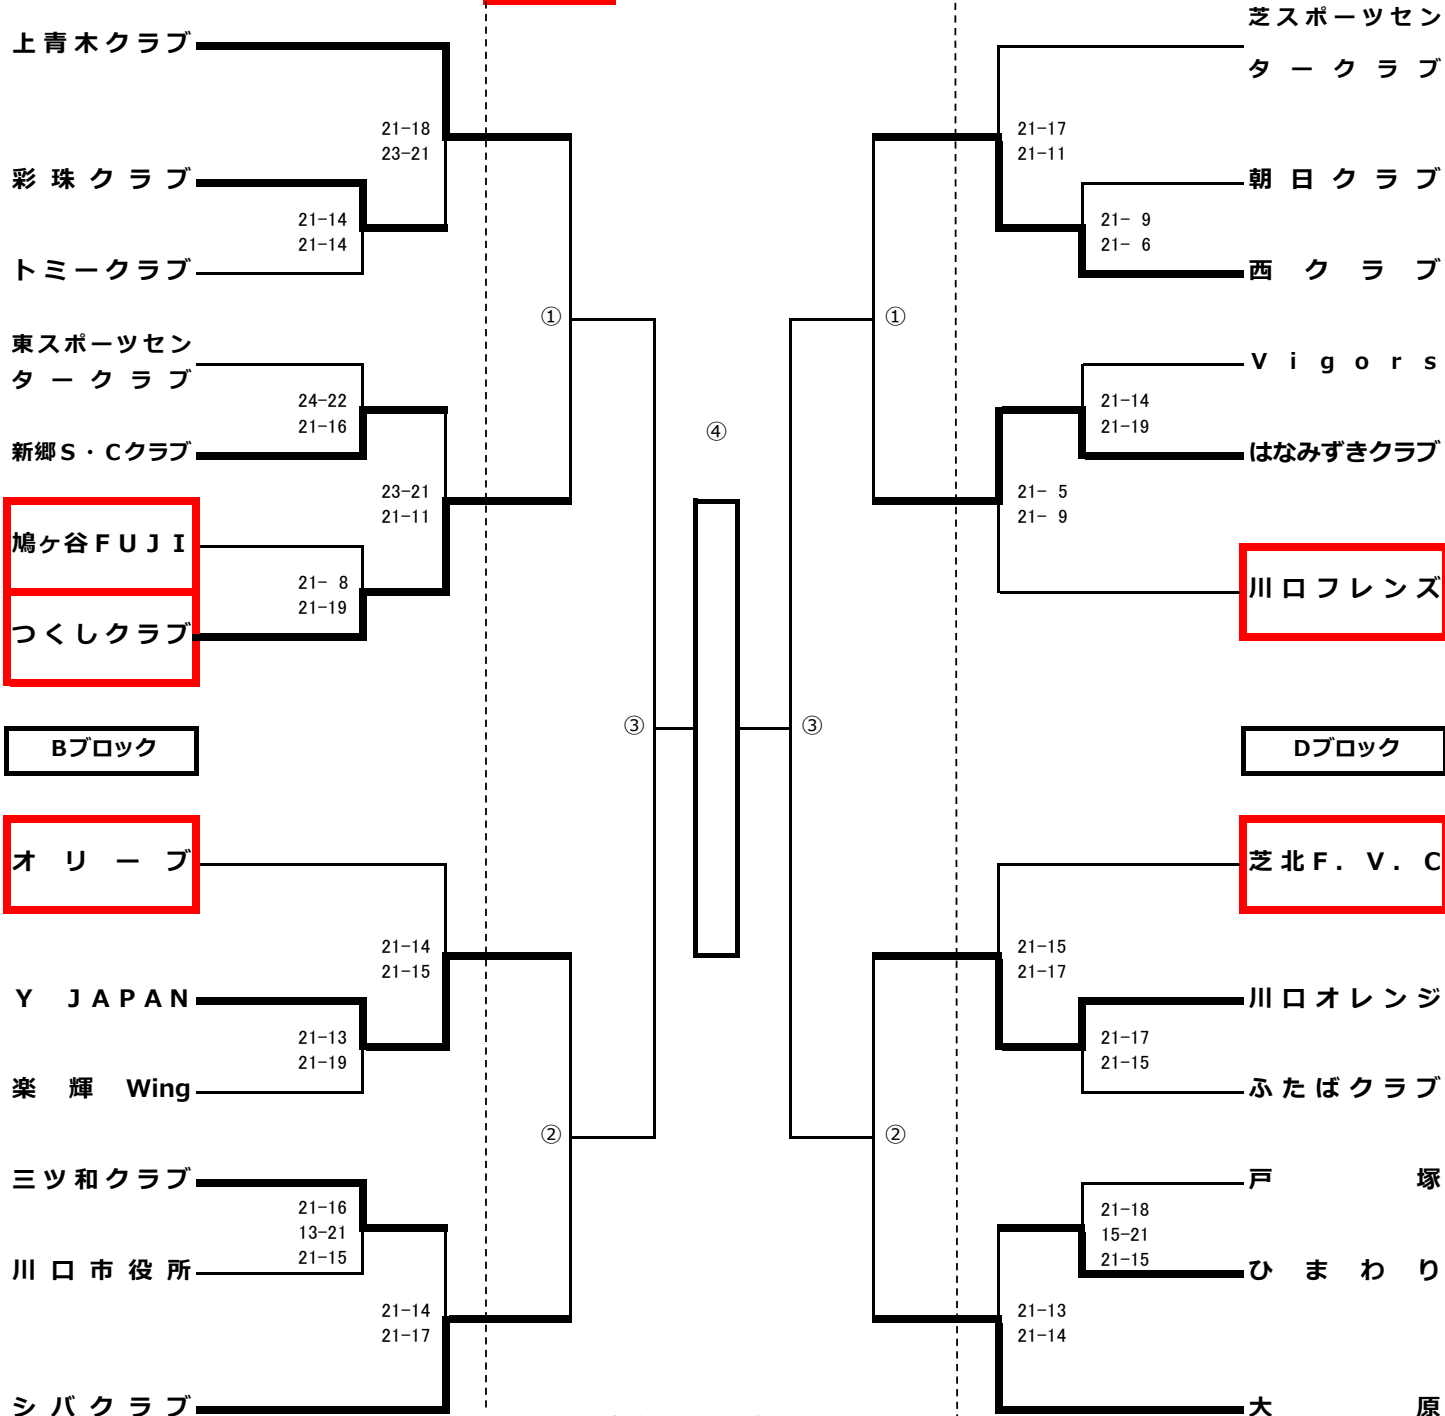 上青木クラブ
21-18
23-21
彩珠クラブ
21-14
21-14
トミークラブ
①
東スポーツセン
タークラブ
24-22
21-16
新郷S・Cクラブ
23-21
21-11
鳩ヶ谷FUJI
21- 8
21-19
つくしクラブ
③
Bブロック
オリーブ
21-14
21-15
Y JAPAN
21-13
21-19
楽輝 Wing
②
三ツ和クラブ
21-16
13-21
21-15
川口市役所
21-14
21-17
シバクラブ
④
芝スポーツセン
タークラブ
21-17
21-11
朝日クラブ
21- 9
21- 6
西クラブ
①
Vigors
21-14
21-19
はなみずきクラブ
21- 5
21- 9
川口フレンズ
③
Dブロック
芝北F.V.C
21-15
21-17
川口オレンジ
21-17
21-15
ふたばクラブ
②
戸塚
21-18
15-21
21-15
ひまわり
21-13
21-14
大原